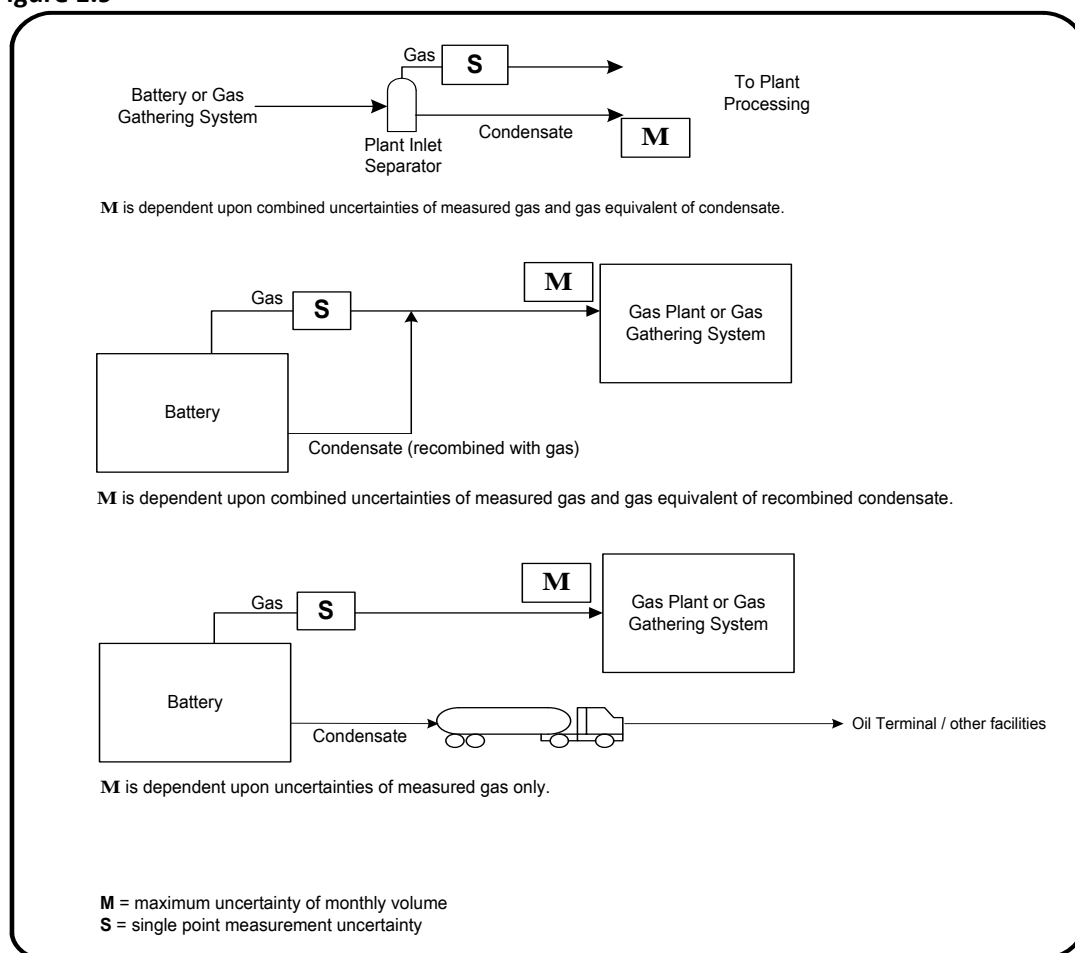 Gas
S
Battery or Gas
Gathering System
To Plant
Processing
Condensate
M
Plant Inlet
Separator
M is dependent upon combined uncertainties of measured gas and gas equivalent of condensate.
M
Gas
S
Gas Plant or Gas
Gathering System
Battery
Condensate (recombined with gas)
M is dependent upon combined uncertainties of measured gas and gas equivalent of recombined condensate.
M
Gas
S
Gas Plant or Gas
Gathering System
Battery
Condensate
Oil Terminal / other facilities
M is dependent upon uncertainties of measured gas only.
M = maximum uncertainty of monthly volume
S = single point measurement uncertainty